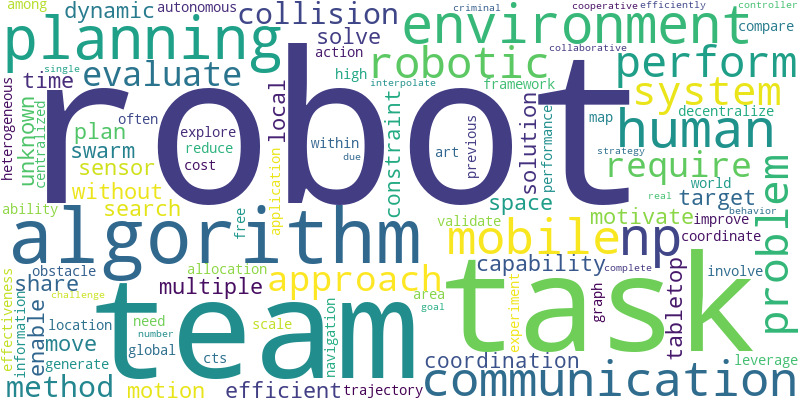 among
dynamic
autonomous
collision
environment
cooperative
efficiently
controller
criminal
compare
planning
solve
action
collaborative
robotic
perform
evaluate
time
heterogeneous
single
high
interpolate
framework
system
robot
local
unknown
centralized
plan
often
explore
swarm
reduce
cost
sensor
within
due
art
previous
constraint
solution
performance
map
decentralize
human
strategy
require
problem
without
search
ability
application
free
space
world
target
real
behavior
validate
motivate
improve
coordinate
algorithm
mobile
np
approach
capability
complete
involve
obstacle
share
multiple
allocation
tabletop
effectiveness
information
enable
challenge
team
task
area
goal
experiment
graph
location
need
number
scale
navigation
move
global
cts
generate
coordination
leverage
method
motion
efficient
trajectory
communication